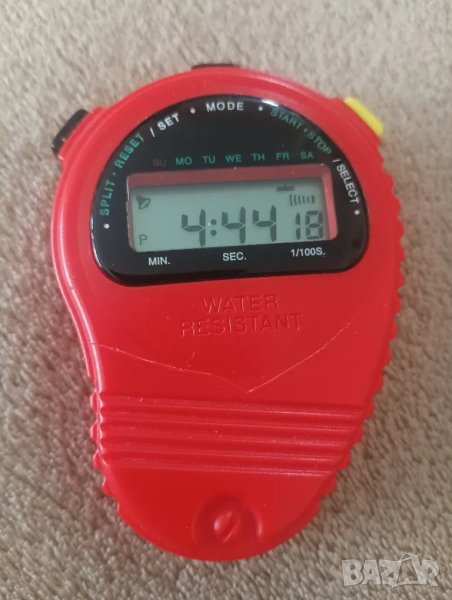 • SPLIT • RESET / SET • MODE • START • STOP / SELECT •
SU MO TU WE TH FR SA
P 4:44 18
MIN. SEC. 1/100S.
WATER
RESISTANT
BAZAR